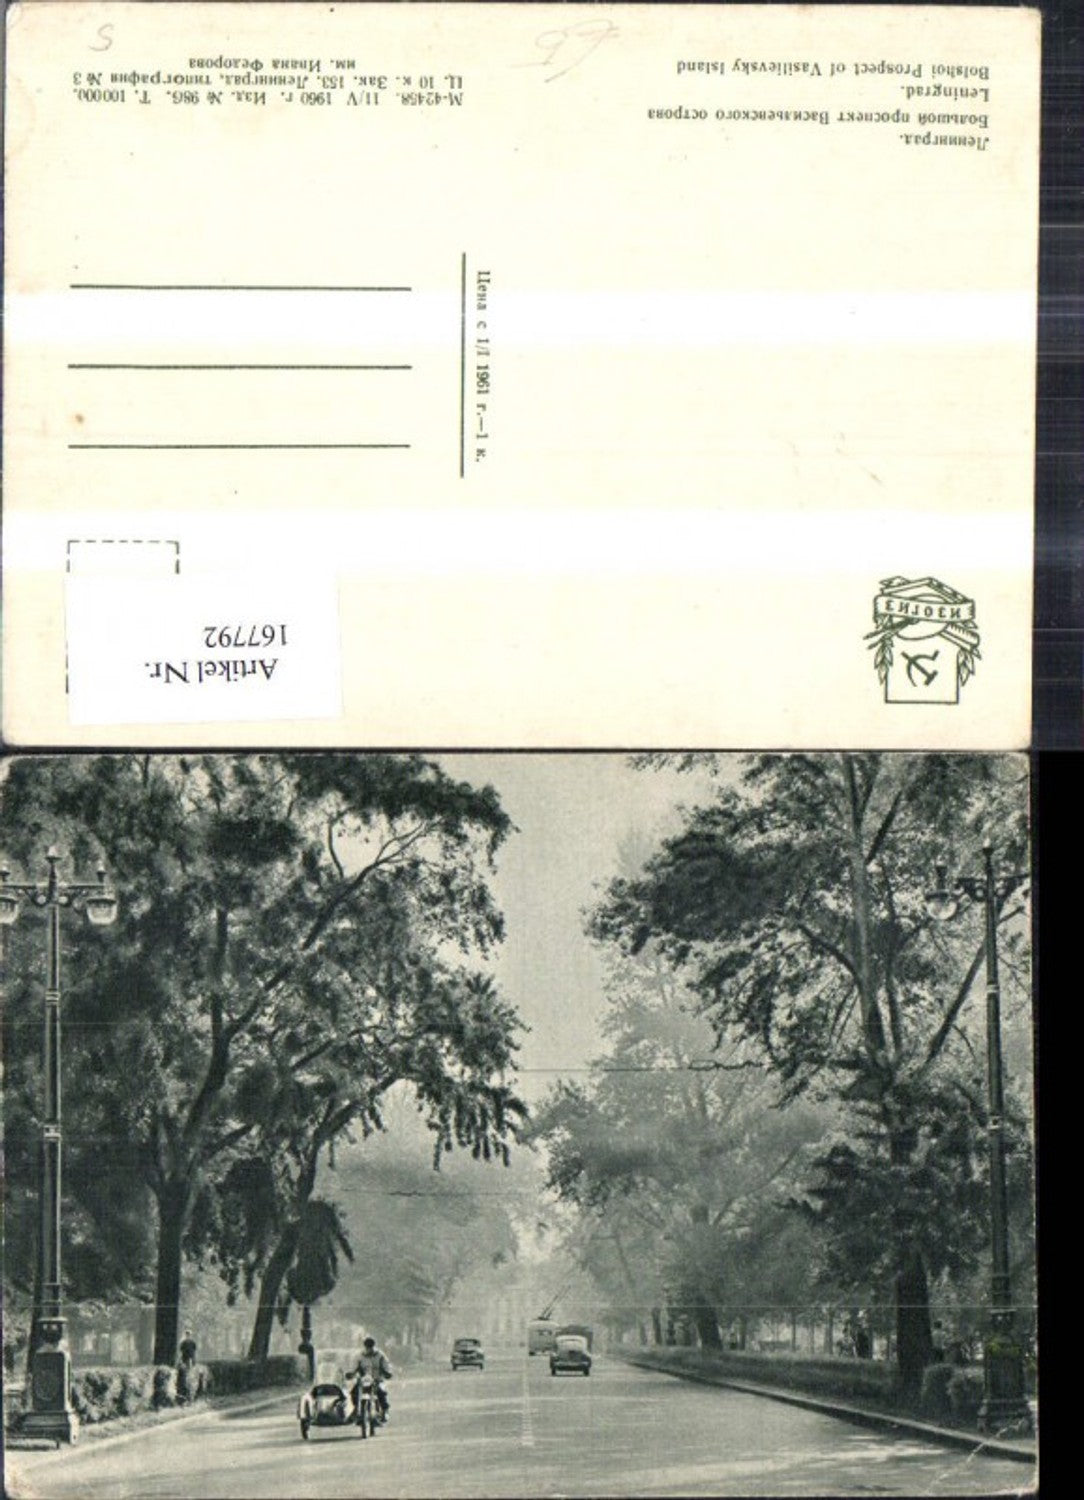 Ленинград.
Большой проспект Васильевского острова
Leningrad.
Bolshoi Prospect of Vasilievsky Island
М-42458. 11/V 1960 г. Изд. № 986. Т. 100000.
Ц. 10 к. Зак. 153. Ленинград, типография № 3
им. Ивана Федорова
Цена с 1/I 1961 г.—1 к.
ИЗОГИЗ
Artikel Nr.
167792